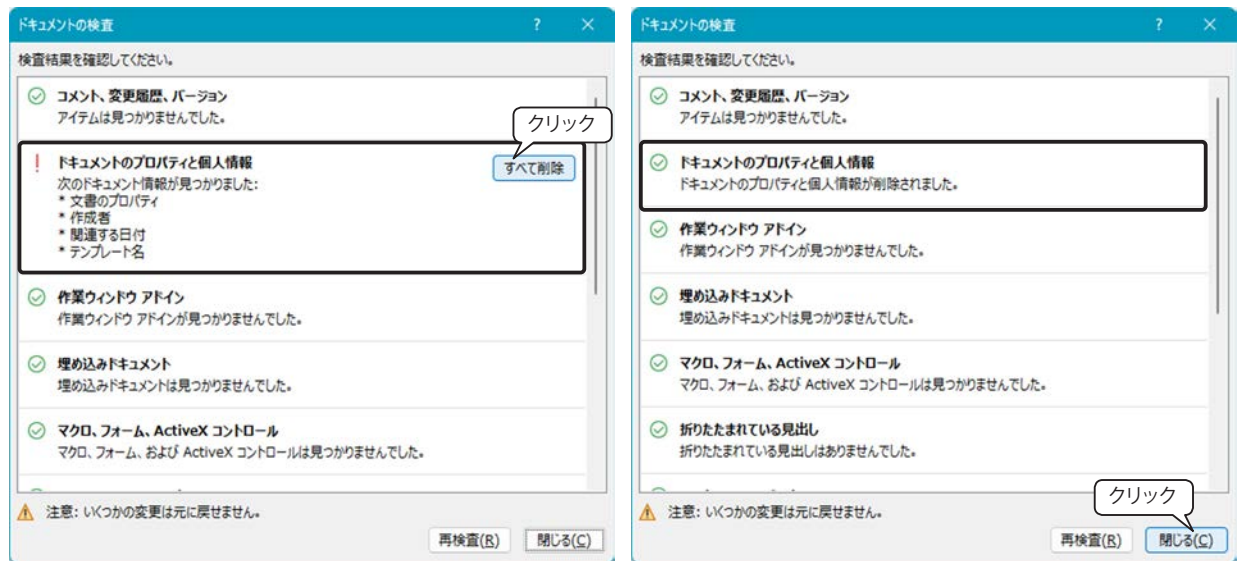 ドキュメントの検査
? ×
検査結果を確認してください。
コメント、変更履歴、バージョン
アイテムは見つかりませんでした。
クリック
! ドキュメントのプロパティと個人情報
すべて削除
次のドキュメント情報が見つかりました:
* 文書のプロパティ
* 作成者
* 関連する日付
* テンプレート名
作業ウィンドウ アドイン
作業ウィンドウ アドインが見つかりませんでした。
埋め込みドキュメント
埋め込みドキュメントは見つかりませんでした。
マクロ、フォーム、ActiveX コントロール
マクロ、フォーム、および ActiveX コントロールは見つかりませんでした。
注意: いくつかの変更は元に戻せません。
再検査(R) 閉じる(C)
ドキュメントの検査
? ×
検査結果を確認してください。
コメント、変更履歴、バージョン
アイテムは見つかりませんでした。
ドキュメントのプロパティと個人情報
ドキュメントのプロパティと個人情報が削除されました。
作業ウィンドウ アドイン
作業ウィンドウ アドインが見つかりませんでした。
埋め込みドキュメント
埋め込みドキュメントは見つかりませんでした。
マクロ、フォーム、ActiveX コントロール
マクロ、フォーム、および ActiveX コントロールは見つかりませんでした。
折りたたまれている見出し
折りたたまれている見出しはありませんでした。
クリック
注意: いくつかの変更は元に戻せません。
再検査(R) 閉じる(C)